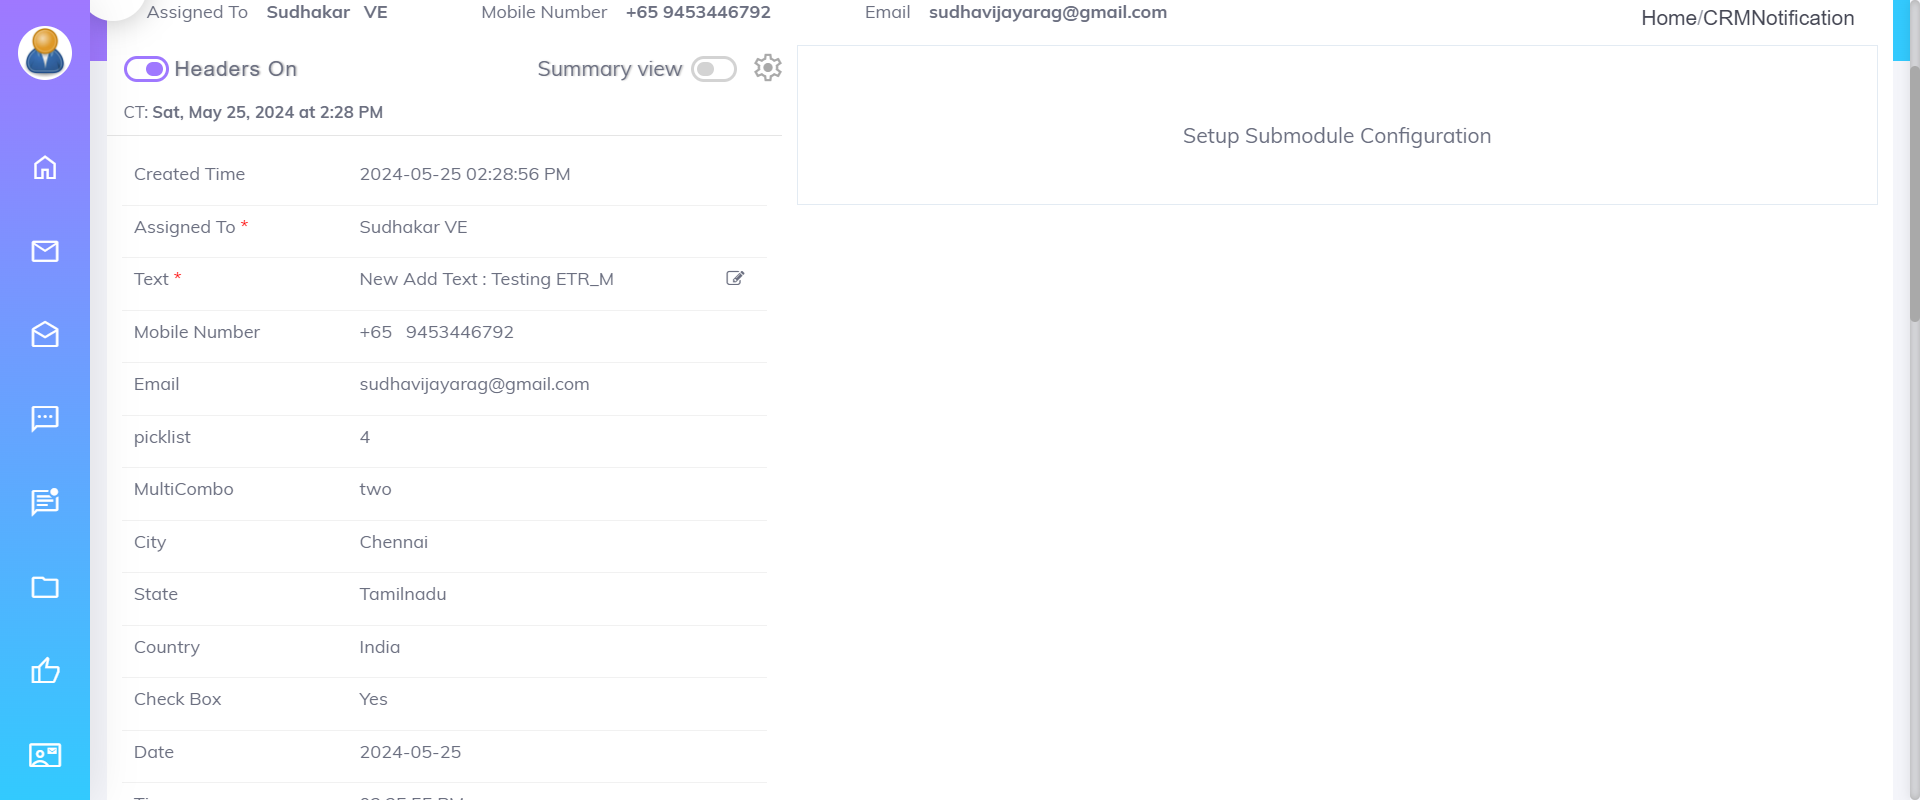 Assigned To Sudhakar VE Mobile Number +65 9453446792 Email sudhavijayarag@gmail.com Home/CRMNotification
Headers On Summary view
CT: Sat, May 25, 2024 at 2:28 PM
Setup Submodule Configuration
Created Time 2024-05-25 02:28:56 PM
Assigned To * Sudhakar VE
Text * New Add Text : Testing ETR_M
Mobile Number +65 9453446792
Email sudhavijayarag@gmail.com
picklist 4
MultiCombo two
City Chennai
State Tamilnadu
Country India
Check Box Yes
Date 2024-05-25